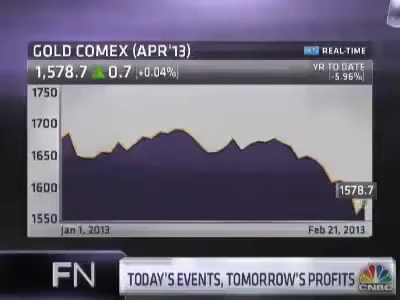 GOLD COMEX (APR'13)
REAL-TIME
1,578.7 0.7 +0.04%
YR TO DATE
-5.96%
1750
1700
1650
1600
1550
1578.7
Jan 1, 2013 Feb 21, 2013
FN
TODAY'S EVENTS, TOMORROW'S PROFITS
CNBC